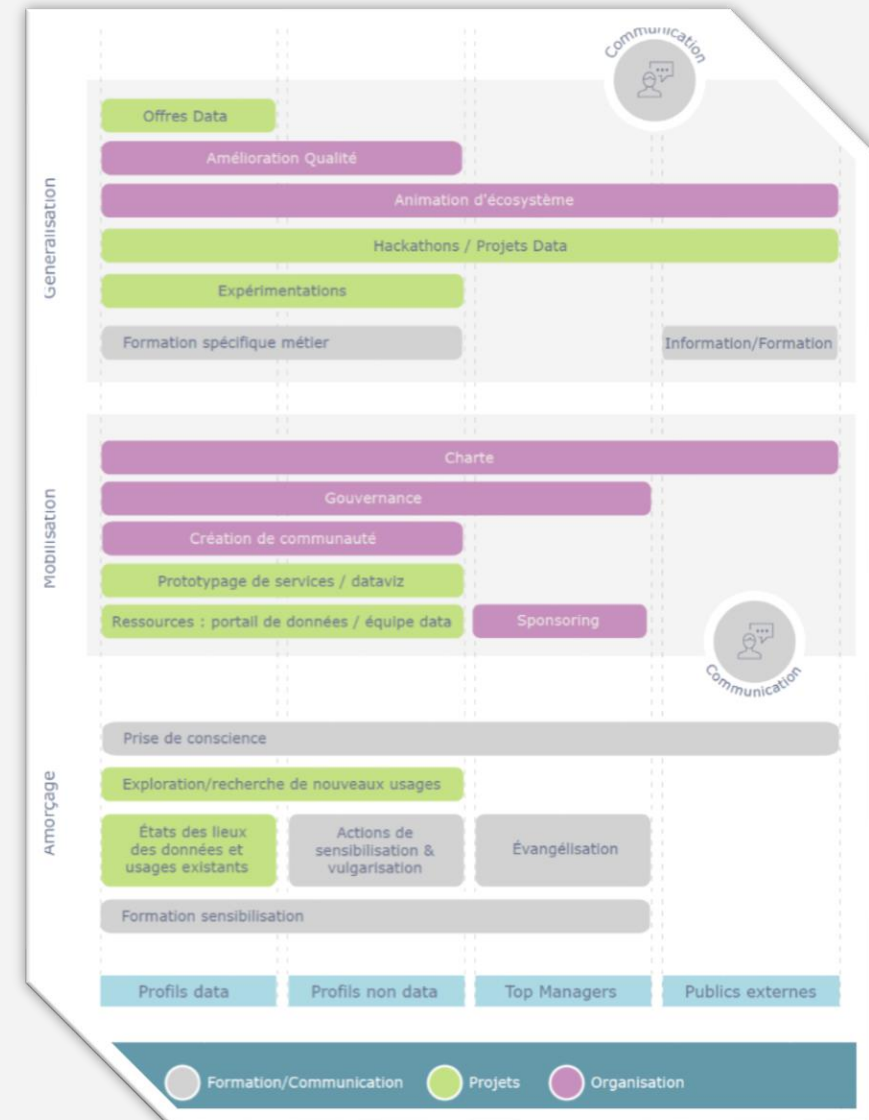 Communication
Offres Data
Amélioration Qualité
Animation d'écosystème
Hackathons / Projets Data
Expérimentations
Formation spécifique métier
Information/Formation
Généralisation
Charte
Gouvernance
Création de communauté
Prototypage de services / dataviz
Ressources : portail de données / équipe data
Sponsoring
Mobilisation
Communication
Prise de conscience
Exploration/recherche de nouveaux usages
États des lieux
des données et
usages existants
Actions de
sensibilisation &
vulgarisation
Évangélisation
Formation sensibilisation
Amorçage
Profils data
Profils non data
Top Managers
Publics externes
Formation/Communication
Projets
Organisation